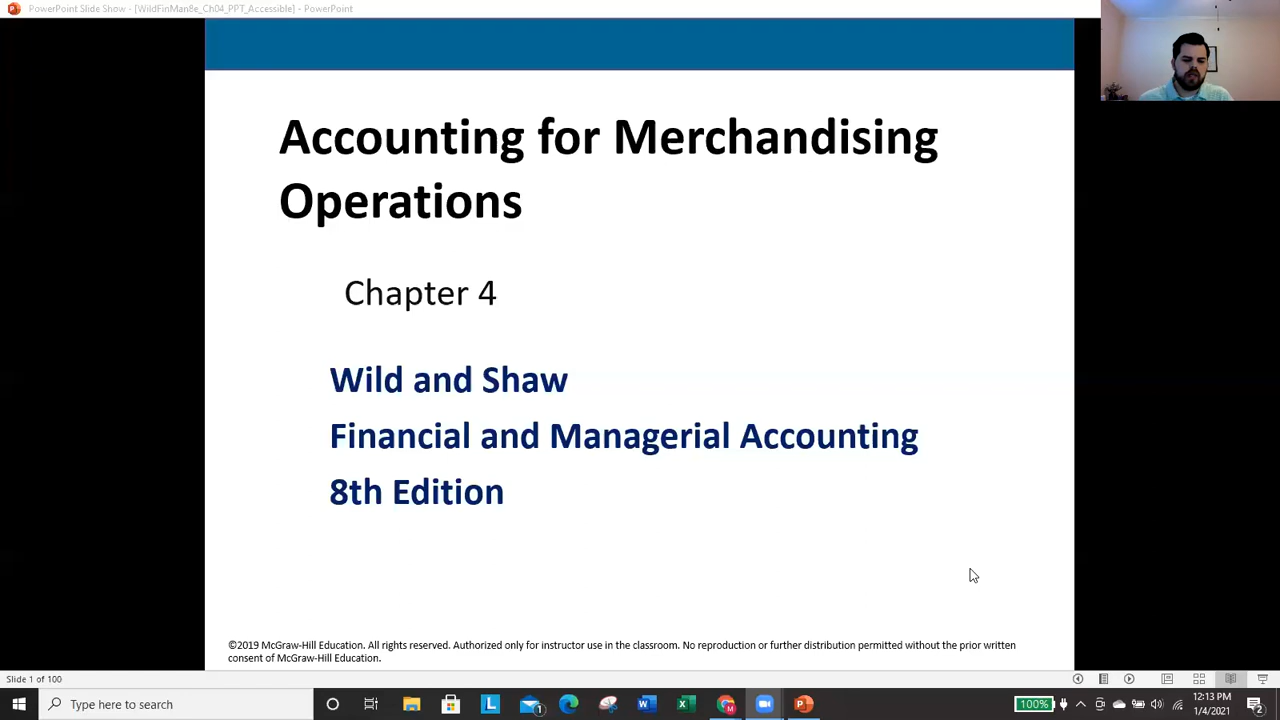 PowerPoint Slide Show - [WildFinMan8e_Ch04_PPT_Accessible] - PowerPoint
Accounting for Merchandising
Operations
Chapter 4
Wild and Shaw
Financial and Managerial Accounting
8th Edition
©2019 McGraw-Hill Education. All rights reserved. Authorized only for instructor use in the classroom. No reproduction or further distribution permitted without the prior written
consent of McGraw-Hill Education.
Slide 1 of 100
Type here to search
100%
12:13 PM
1/4/2021